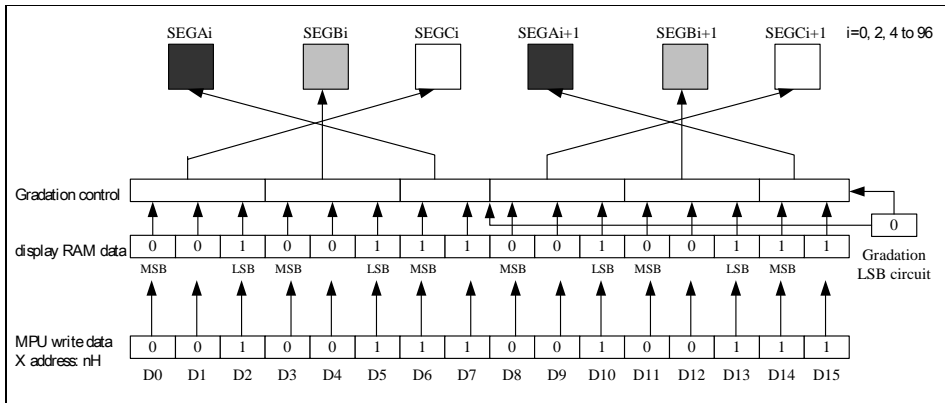 SEGAi SEGBi SEGCi SEGAi+1 SEGBi+1 SEGCi+1 i=0, 2, 4 to 96
Gradation control
display RAM data 0 0 1 0 0 1 1 1 0 0 1 0 0 1 1 1 0
MSB LSB MSB LSB MSB MSB LSB MSB LSB MSB
Gradation
LSB circuit
MPU write data
X address: nH 0 0 1 0 0 1 1 1 0 0 1 0 0 1 1 1
D0 D1 D2 D3 D4 D5 D6 D7 D8 D9 D10 D11 D12 D13 D14 D15